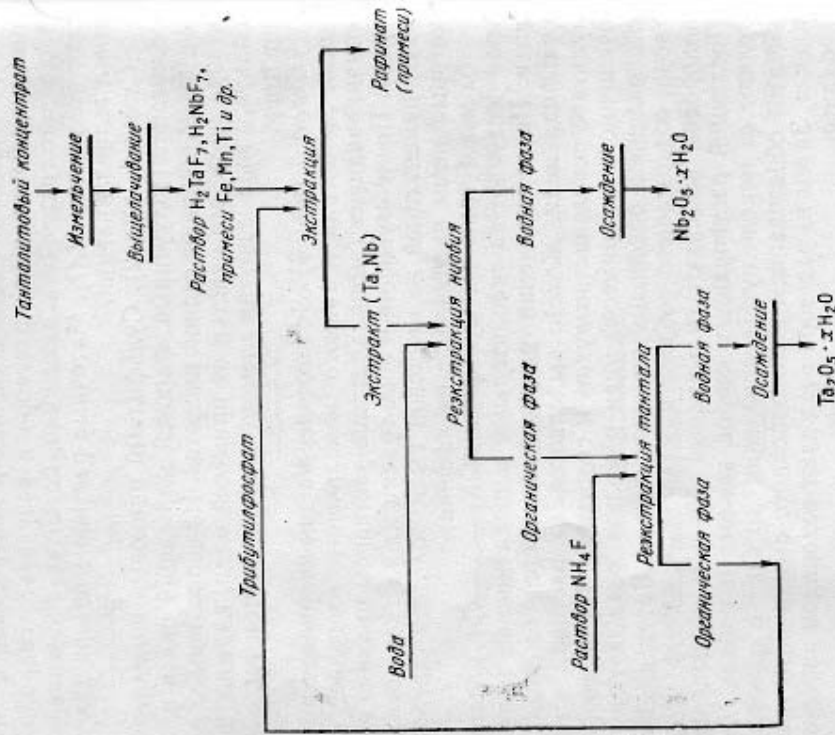 Танталитовый концентрат
Измельчение
Выщелачивание
Раствор H₂TaF₇, H₂NbF₇,
примеси Fe, Mn, Ti и др.
Трибутилфосфат
Экстракция
Экстракт (Ta, Nb)
Рафинат
(примеси)
Вода
Реэкстракция ниобия
Органическая фаза
Водная фаза
Раствор NH₄F
Осаждение
Реэкстракция тантала
Nb₂O₅·xH₂O
Органическая фаза
Водная фаза
Осаждение
Ta₂O₅·xH₂O